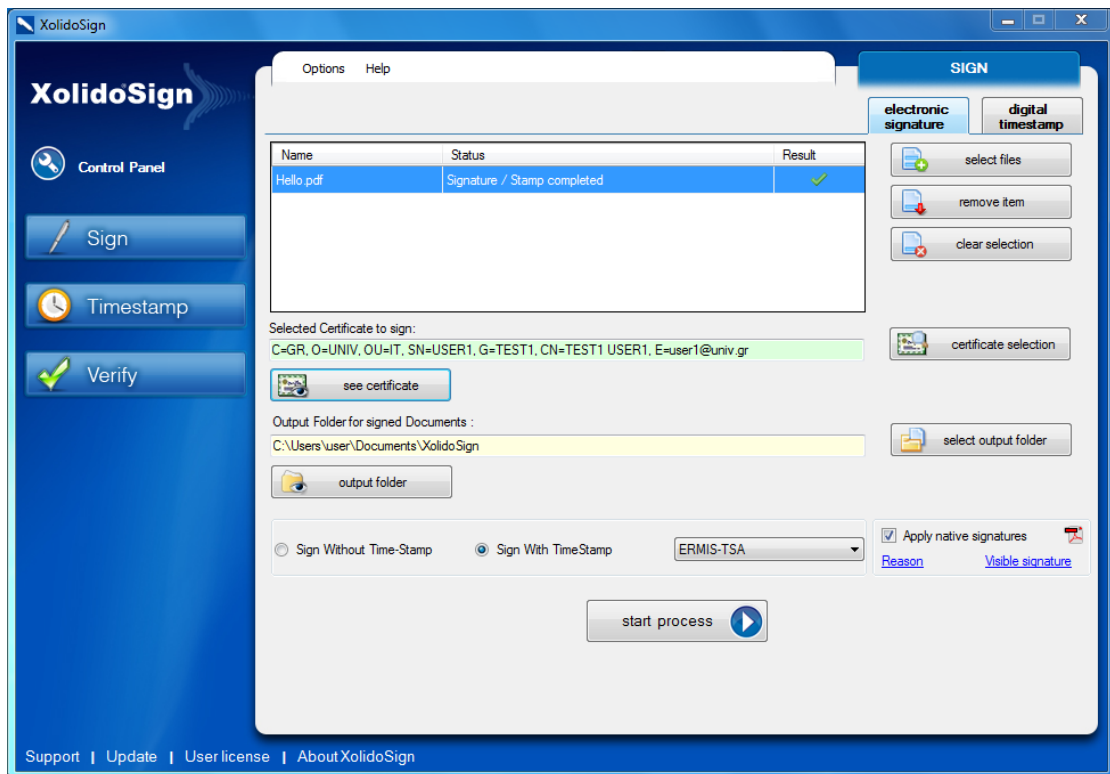 XolidoSign
XolidoSign
Control Panel
Sign
Timestamp
Verify
Options Help
SIGN
electronic signature
digital timestamp
Name Status Result
Hello.pdf Signature / Stamp completed
select files
remove item
clear selection
Selected Certificate to sign:
C=GR, O=UNIV, OU=IT, SN=USER1, G=TEST1, CN=TEST1 USER1, E=user1@univ.gr
certificate selection
see certificate
Output Folder for signed Documents :
C:\Users\user\Documents\XolidoSign
select output folder
output folder
Sign Without Time-Stamp
Sign With TimeStamp
ERMIS-TSA
Apply native signatures
Reason Visible signature
start process
Support | Update | User license | About XolidoSign